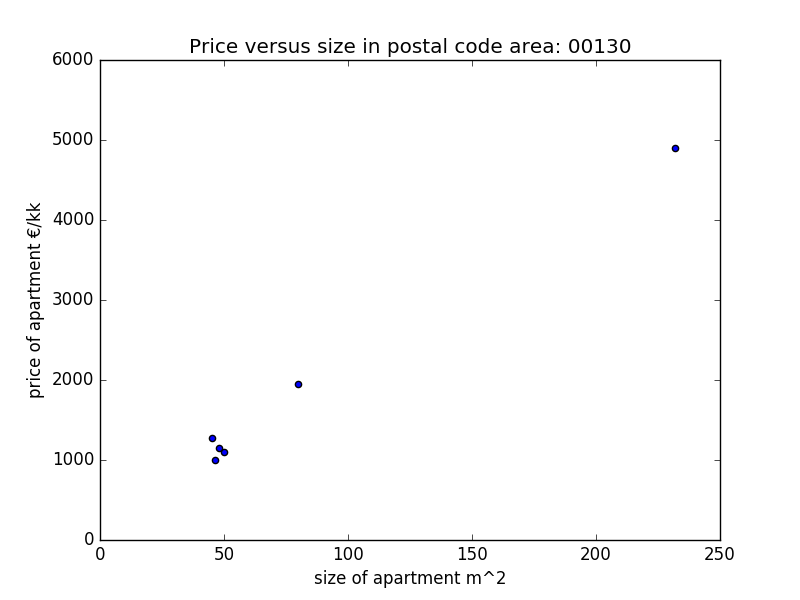 Price versus size in postal code area: 00130
6000
5000
4000
3000
2000
1000
0
price of apartment €/kk
0 50 100 150 200 250
size of apartment m^2